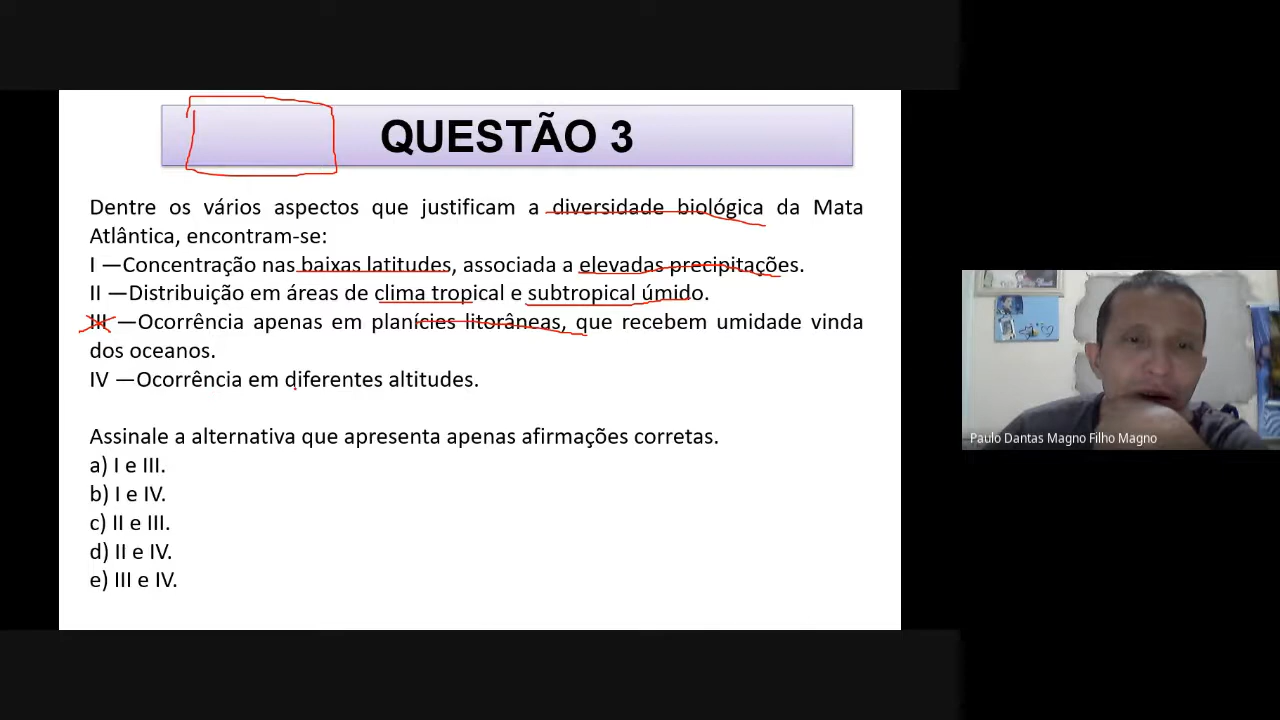 QUESTÃO 3
Dentre os vários aspectos que justificam a diversidade biológica da Mata
Atlântica, encontram-se:
I —Concentração nas baixas latitudes, associada a elevadas precipitações.
II —Distribuição em áreas de clima tropical e subtropical úmido.
III —Ocorrência apenas em planícies litorâneas, que recebem umidade vinda
dos oceanos.
IV —Ocorrência em diferentes altitudes.
Assinale a alternativa que apresenta apenas afirmações corretas.
a) I e III.
b) I e IV.
c) II e III.
d) II e IV.
e) III e IV.
Paulo Dantas Magno Filho Magno